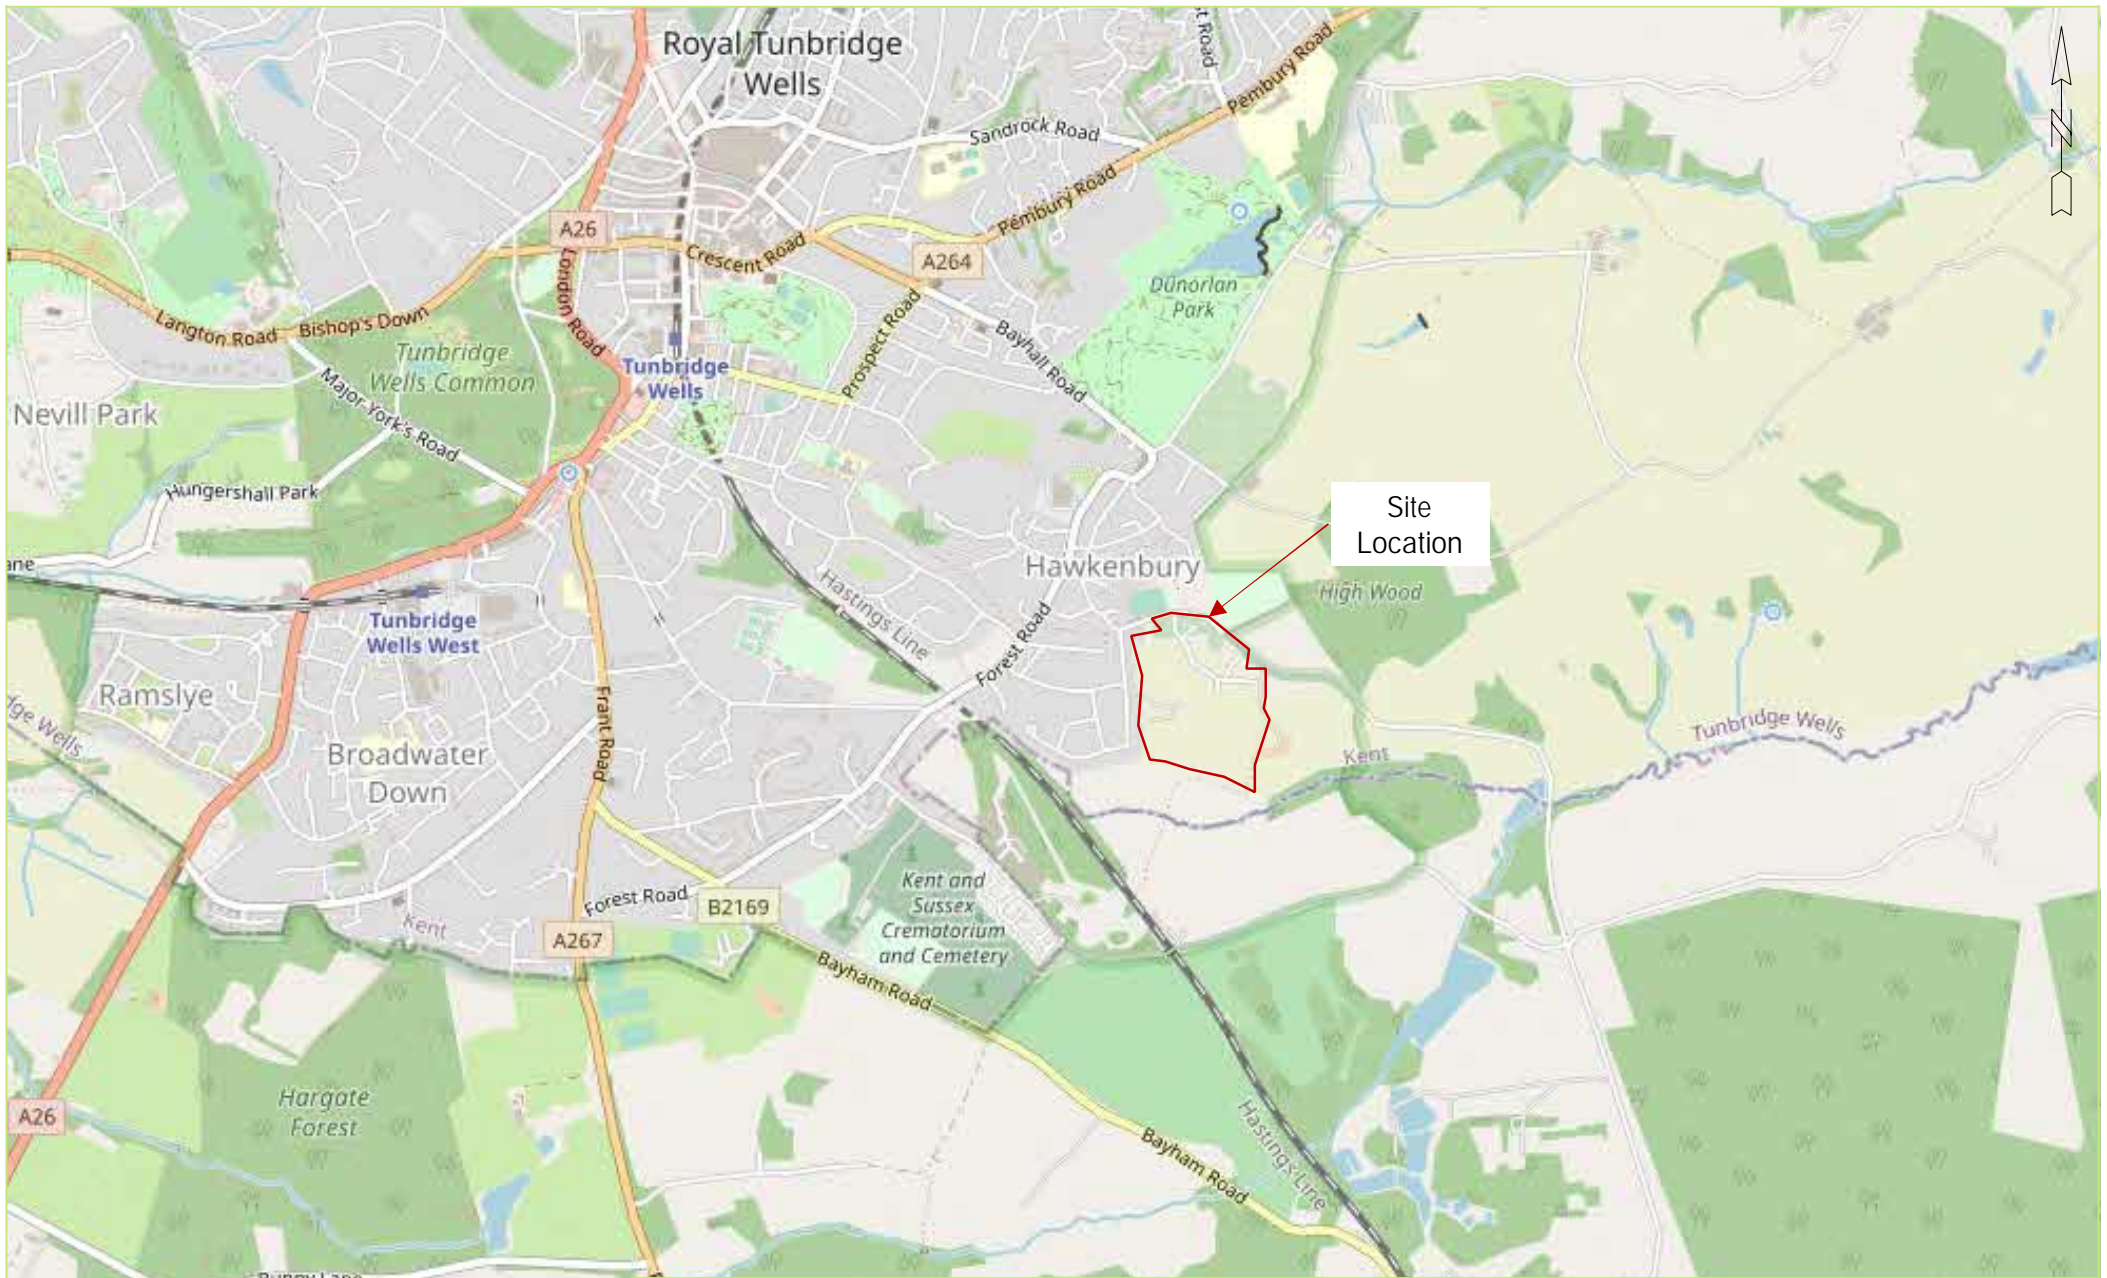 Royal Tunbridge
Wells
t Road
Pembury Road
Sandrock Road
Pembury Road
A26
Crescent Road
A264
London Road
Dunorlan
Park
Langton Road
Bishop's Down
Prospect Road
Bayhall Road
Tunbridge
Wells Common
Tunbridge
Wells
Major York's Road
Nevill Park
Hungershall Park
Site
Location
ane
Hawkenbury
High Wood
Hastings Line
Tunbridge
Wells West
Forest Road
Ramslye
Frant Road
dge Wells
Tunbridge Wells
Kent
Broadwater
Down
Kent and
Sussex
Crematorium
and Cemetery
Forest Road
B2169
Kent
A267
Bayham Road
Hargate
Forest
A26
Hastings Line
Bayham Road
N